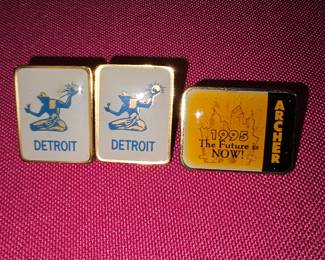 DETROIT
DETROIT
1995
The Future is
NOW!
ARCHER